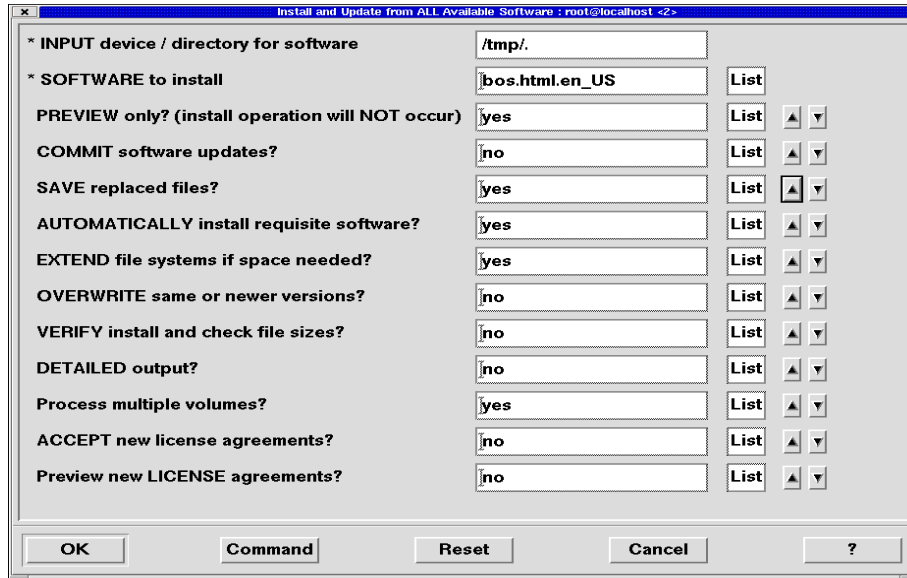 Install and Update from ALL Available Software : root@localhost <2>
* INPUT device / directory for software /tmp/.
* SOFTWARE to install bos.html.en_US List
PREVIEW only? (install operation will NOT occur) yes List
COMMIT software updates? no List
SAVE replaced files? yes List
AUTOMATICALLY install requisite software? yes List
EXTEND file systems if space needed? yes List
OVERWRITE same or newer versions? no List
VERIFY install and check file sizes? no List
DETAILED output? no List
Process multiple volumes? yes List
ACCEPT new license agreements? no List
Preview new LICENSE agreements? no List
OK Command Reset Cancel ?